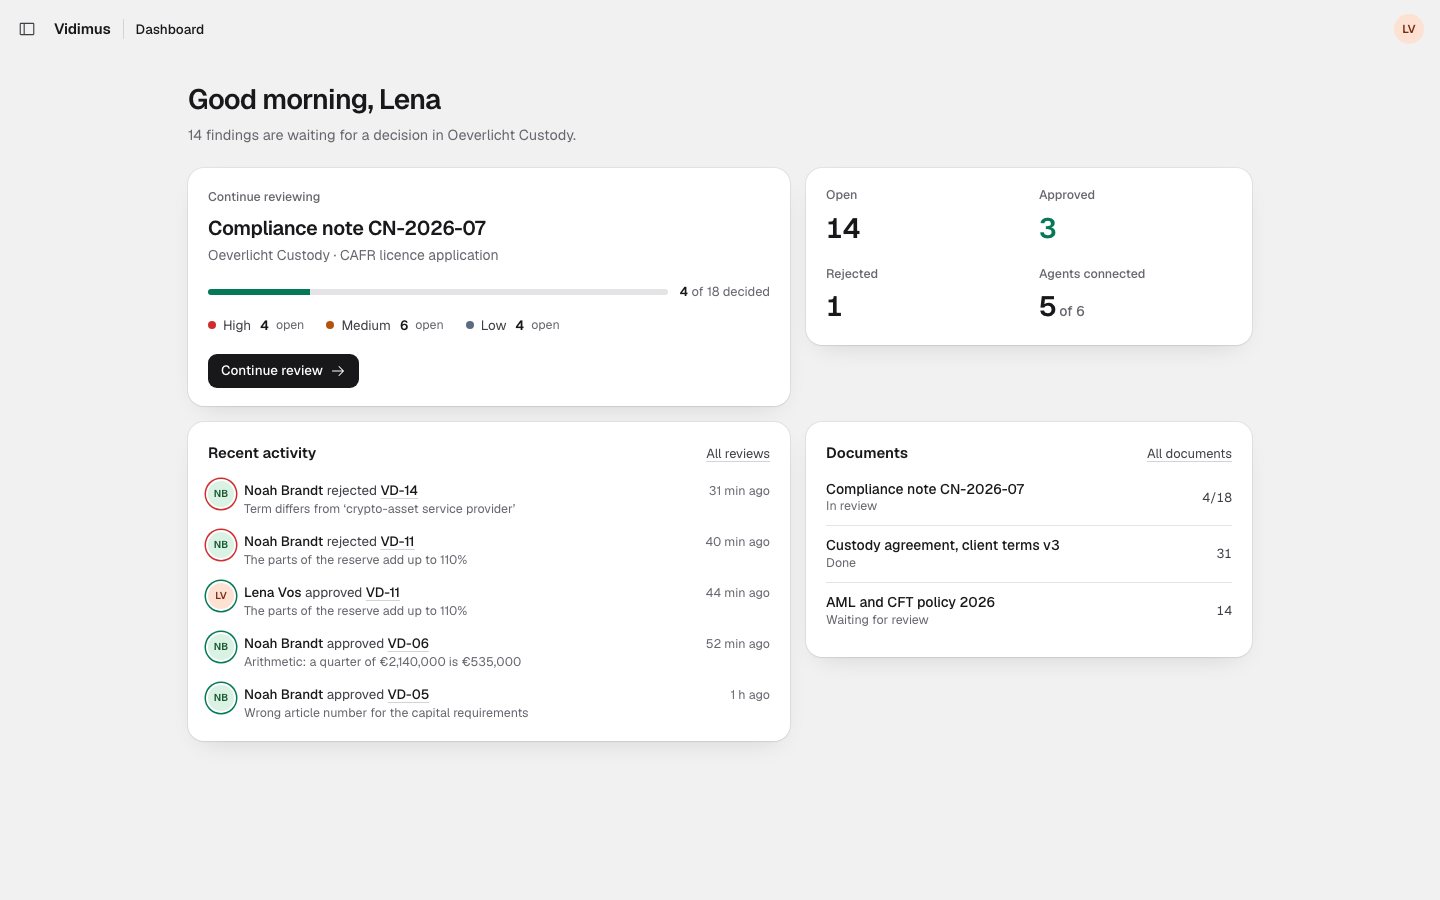 Vidimus
Dashboard
LV
Good morning, Lena
14 findings are waiting for a decision in Oeverlicht Custody.
Continue reviewing
Compliance note CN-2026-07
Oeverlicht Custody · CAFR licence application
4 of 18 decided
High 4 open
Medium 6 open
Low 4 open
Continue review →
Open
14
Approved
3
Rejected
1
Agents connected
5 of 6
Recent activity
All reviews
NB
Noah Brandt rejected VD-14
31 min ago
Term differs from ‘crypto-asset service provider’
NB
Noah Brandt rejected VD-11
40 min ago
The parts of the reserve add up to 110%
LV
Lena Vos approved VD-11
44 min ago
The parts of the reserve add up to 110%
NB
Noah Brandt approved VD-06
52 min ago
Arithmetic: a quarter of €2,140,000 is €535,000
NB
Noah Brandt approved VD-05
1 h ago
Wrong article number for the capital requirements
Documents
All documents
Compliance note CN-2026-07
In review
4/18
Custody agreement, client terms v3
Done
31
AML and CFT policy 2026
Waiting for review
14